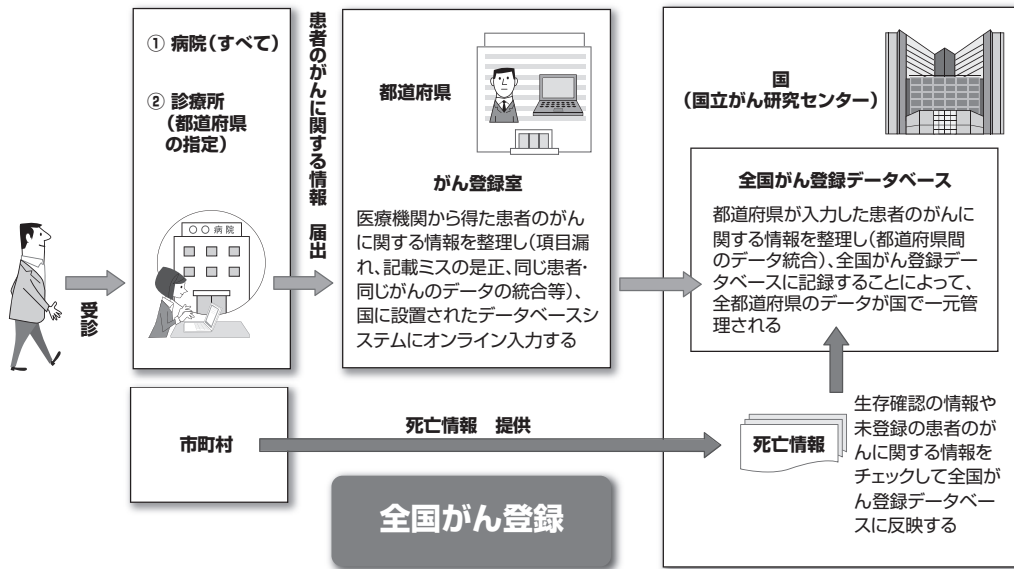 ① 病院（すべて）
② 診療所
（都道府県
の指定）
○○病院
受診
患者のがんに関する情報　届出
都道府県
がん登録室
医療機関から得た患者のがん
に関する情報を整理し（項目漏
れ、記載ミスの是正、同じ患者・
同じがんのデータの統合等）、
国に設置されたデータベースシ
ステムにオンライン入力する
国
（国立がん研究センター）
全国がん登録データベース
都道府県が入力した患者のがんに
関する情報を整理し（都道府県間
のデータ統合）、全国がん登録デー
タベースに記録することによって、
全都道府県のデータが国で一元管
理される
市町村
死亡情報　提供
死亡情報
生存確認の情報や
未登録の患者のが
んに関する情報を
チェックして全国が
ん登録データベー
スに反映する
全国がん登録